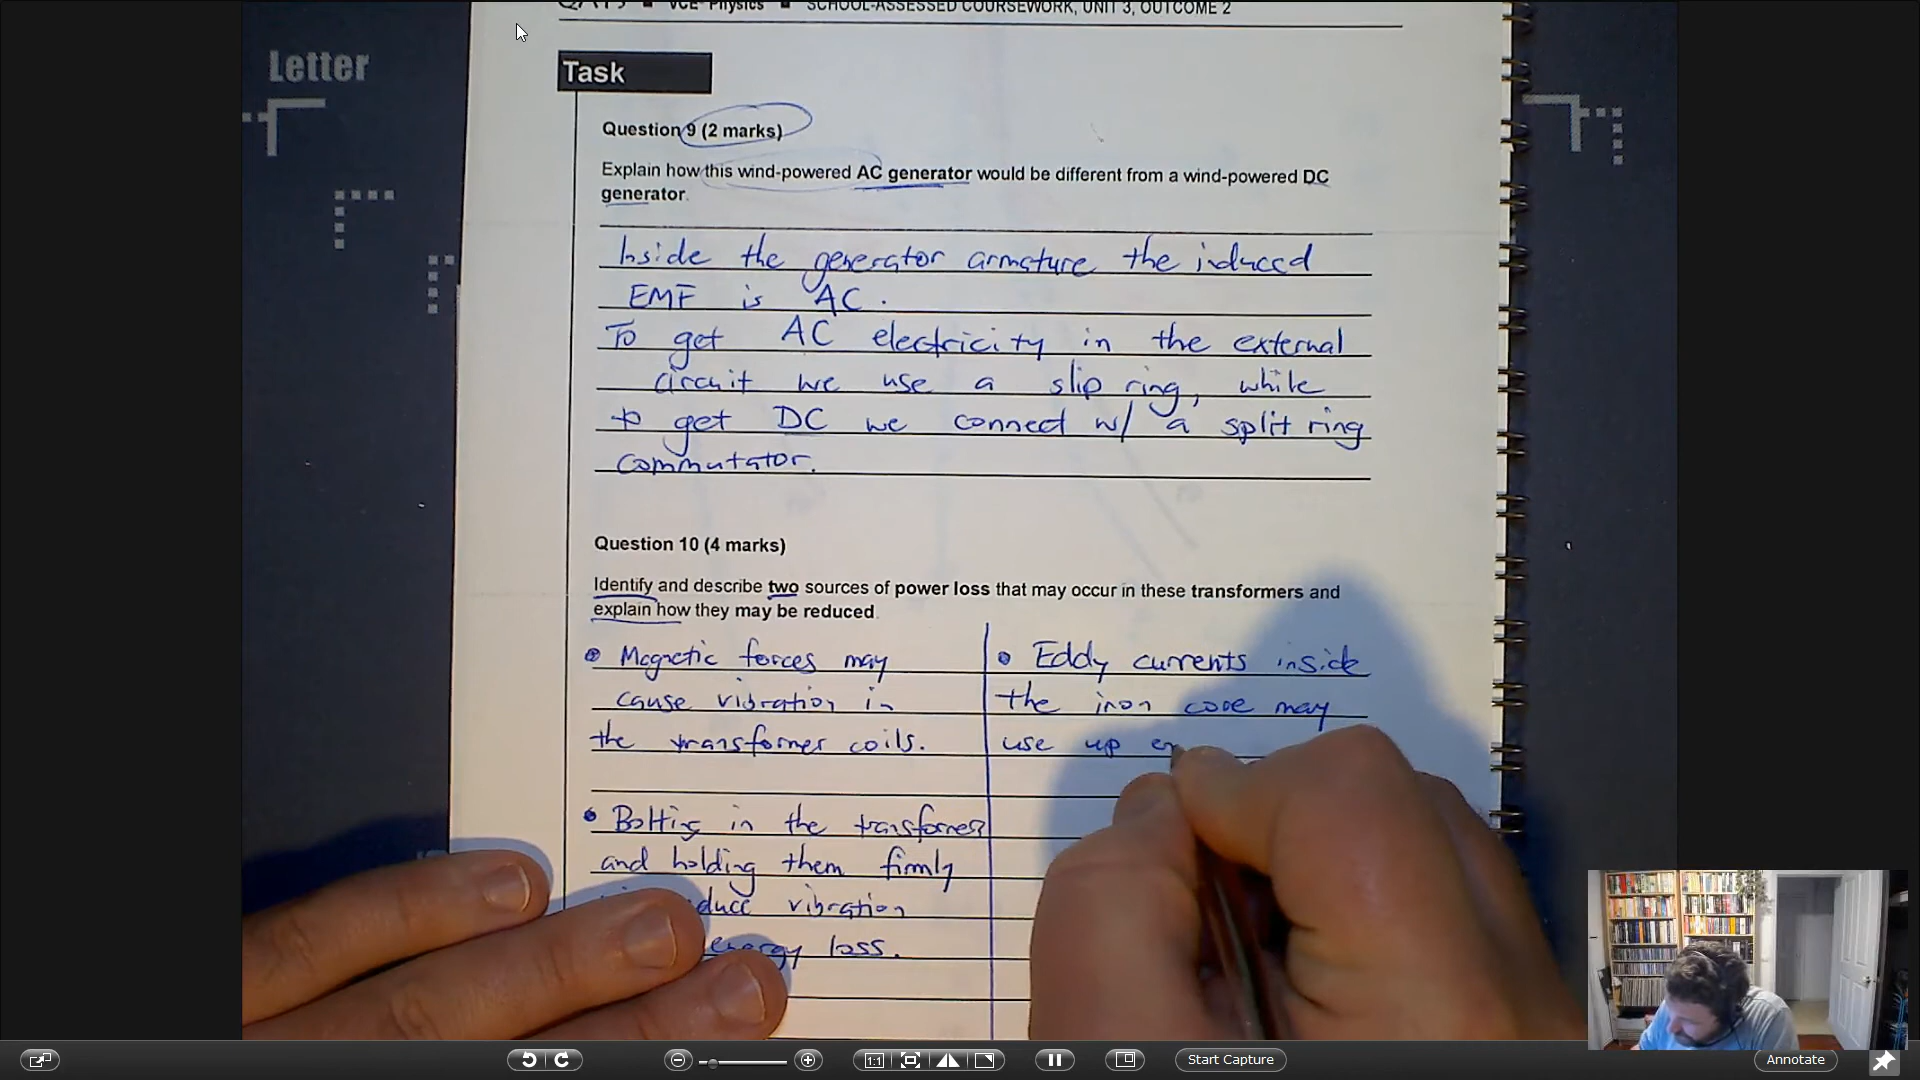 Letter
VCE Physics ■ SCHOOL-ASSESSED COURSEWORK, UNIT 3, OUTCOME 2
Task
Question 9 (2 marks)
Explain how this wind-powered AC generator would be different from a wind-powered DC
generator.
Inside the generator armature the induced
EMF is AC.
To get AC electricity in the external
circuit we use a slip ring, while
to get DC we connect w/ a split ring
commutator.
Question 10 (4 marks)
Identify and describe two sources of power loss that may occur in these transformers and
explain how they may be reduced.
• Magnetic forces may
cause vibration in
the transformer coils.
• Bolting in the transformer
and holding them firmly
vibration
energy loss.
• Eddy currents inside
the iron core may
use up
1:1
Start Capture
Annotate